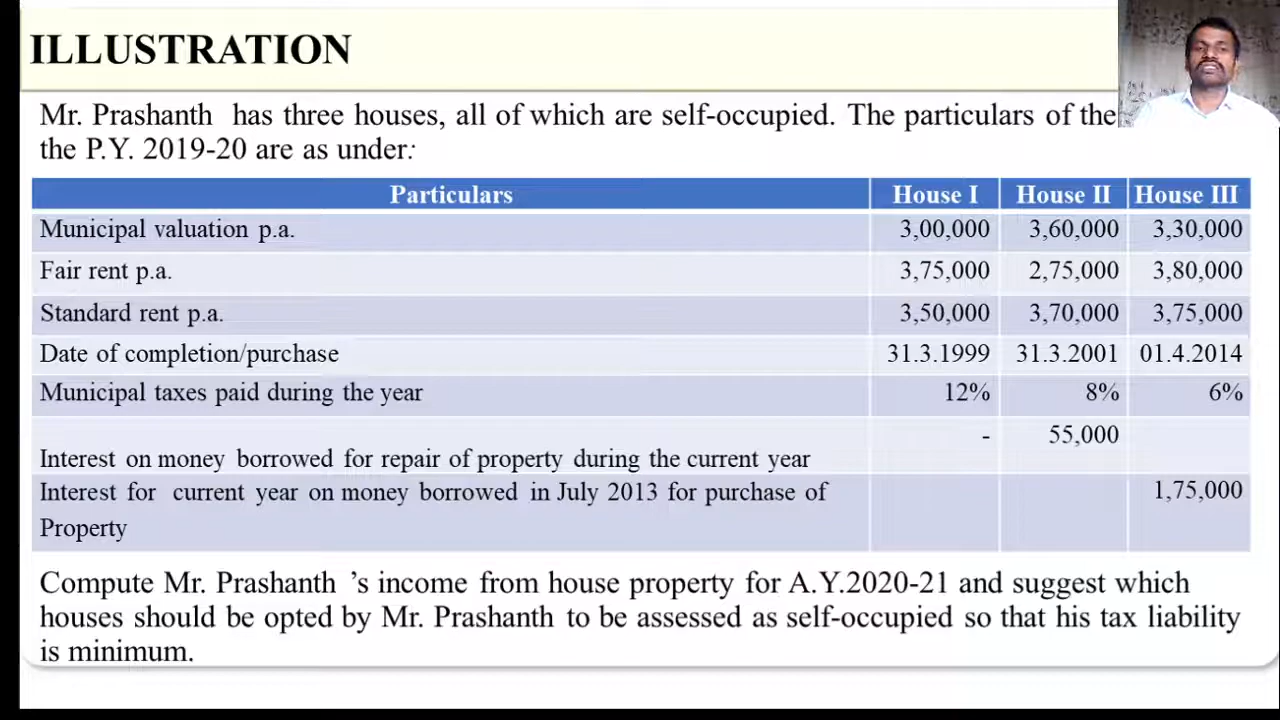 ILLUSTRATION
Mr. Prashanth has three houses, all of which are self-occupied. The particulars of the
the P.Y. 2019-20 are as under:
Particulars House I House II House III
Municipal valuation p.a. 3,00,000 3,60,000 3,30,000
Fair rent p.a. 3,75,000 2,75,000 3,80,000
Standard rent p.a. 3,50,000 3,70,000 3,75,000
Date of completion/purchase 31.3.1999 31.3.2001 01.4.2014
Municipal taxes paid during the year 12% 8% 6%
- 55,000
Interest on money borrowed for repair of property during the current year
Interest for current year on money borrowed in July 2013 for purchase of 1,75,000
Property
Compute Mr. Prashanth ’s income from house property for A.Y.2020-21 and suggest which
houses should be opted by Mr. Prashanth to be assessed as self-occupied so that his tax liability
is minimum.